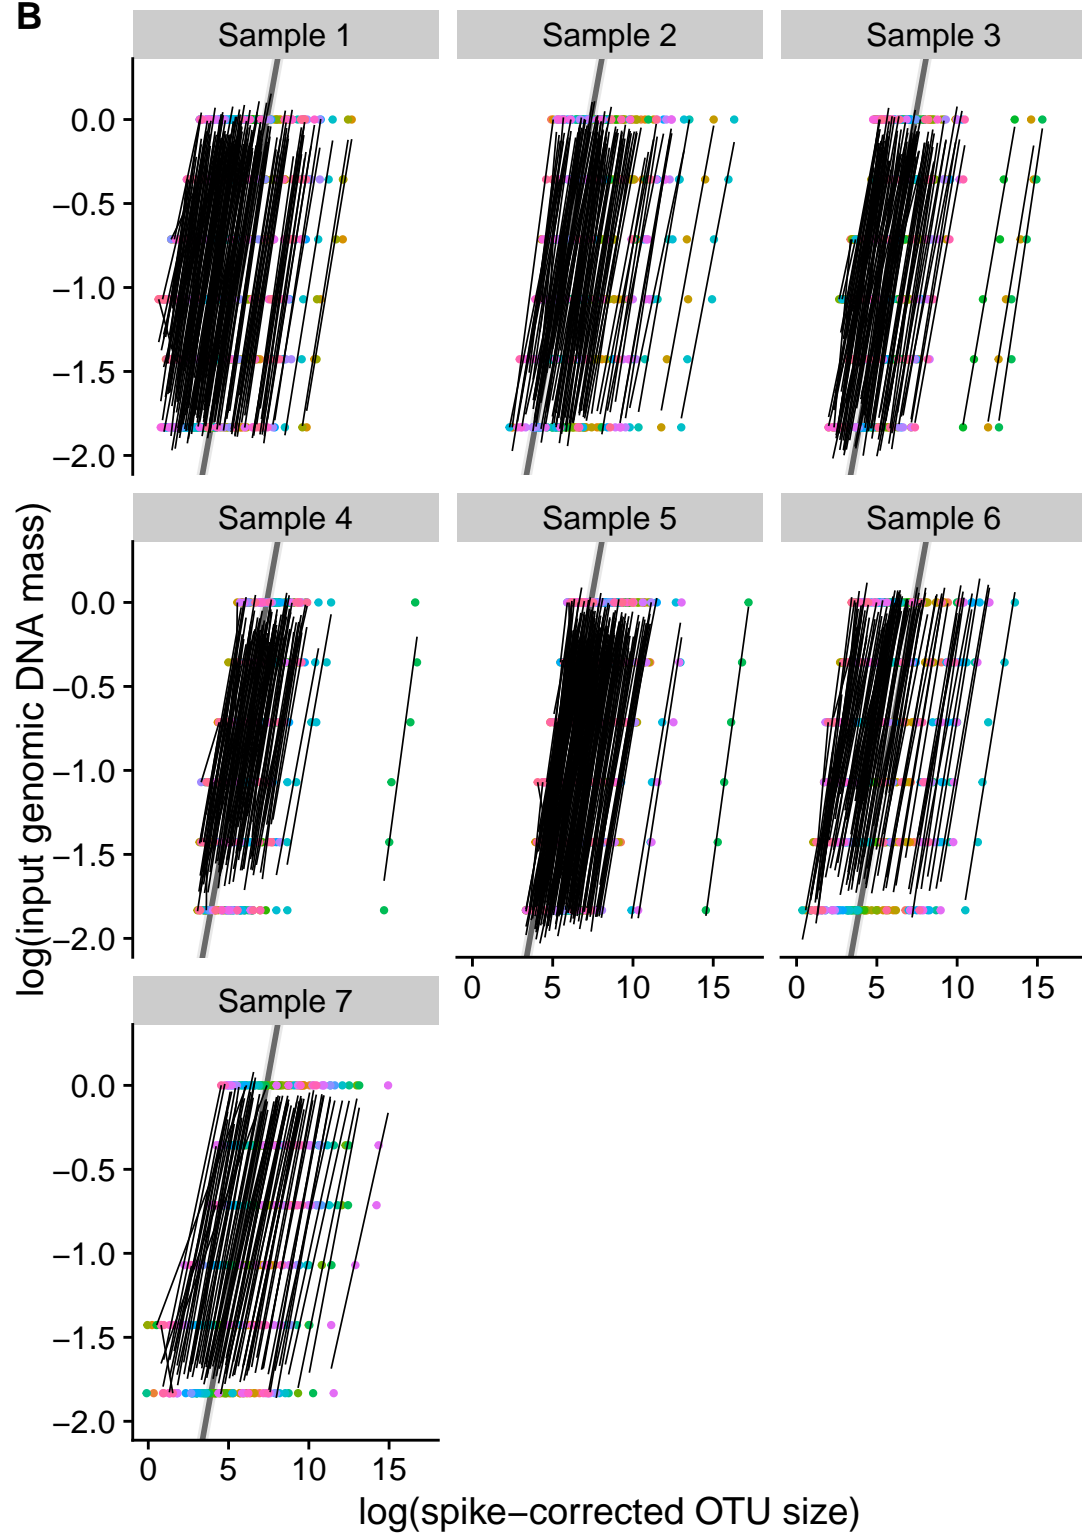 B
Sample 1
Sample 2
Sample 3
0.0
−0.5
−1.0
−1.5
−2.0
Sample 4
Sample 5
Sample 6
0.0
−0.5
−1.0
−1.5
−2.0
0 5 10 15
0 5 10 15
Sample 7
0.0
−0.5
−1.0
−1.5
−2.0
0 5 10 15
log(input genomic DNA mass)
log(spike−corrected OTU size)